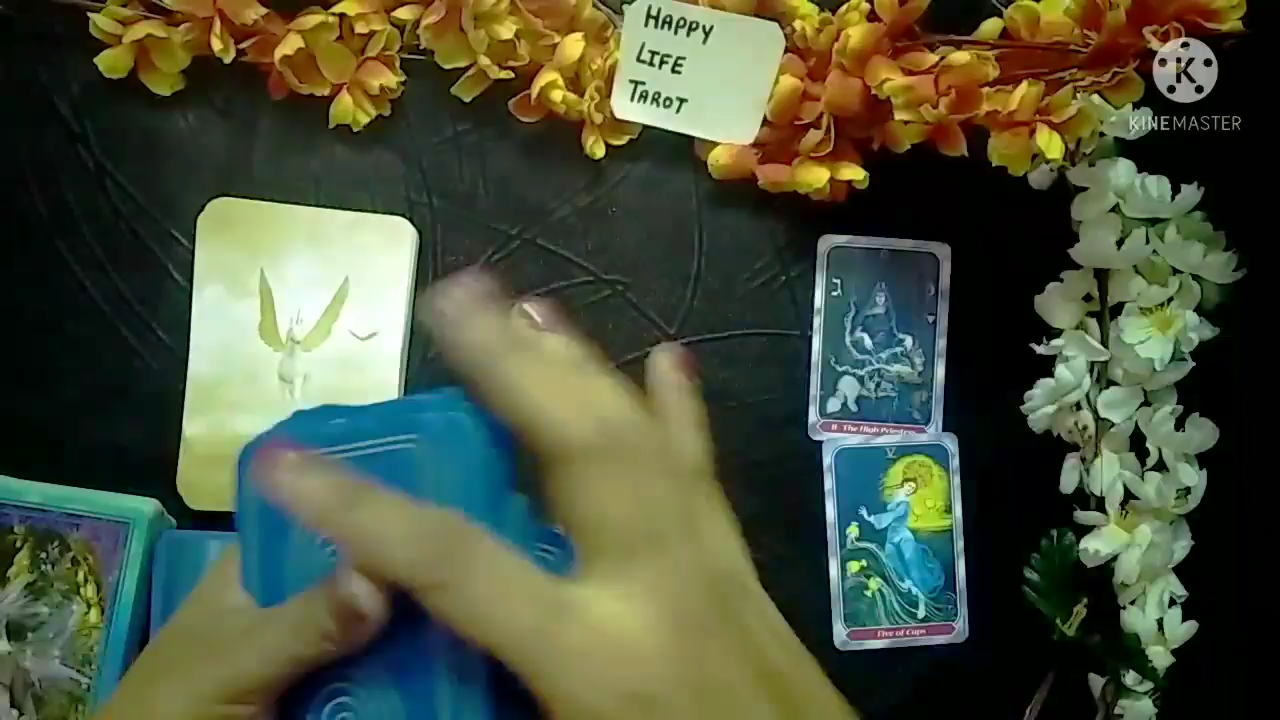 HAPPY
LIFE
TAROT
K
KINEMASTER
ג
II The High Priestess
V
Five of Cups